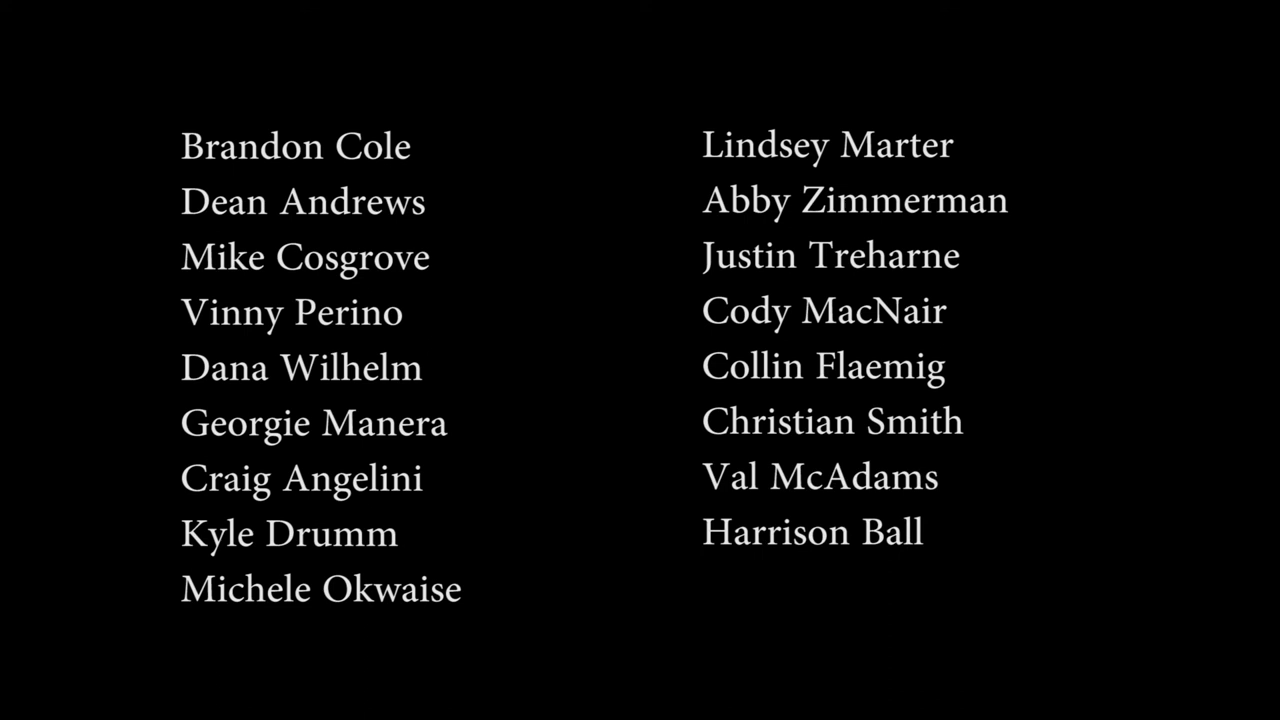 Brandon Cole
Dean Andrews
Mike Cosgrove
Vinny Perino
Dana Wilhelm
Georgie Manera
Craig Angelini
Kyle Drumm
Michele Okwaise
Lindsey Marter
Abby Zimmerman
Justin Treharne
Cody MacNair
Collin Flaemig
Christian Smith
Val McAdams
Harrison Ball